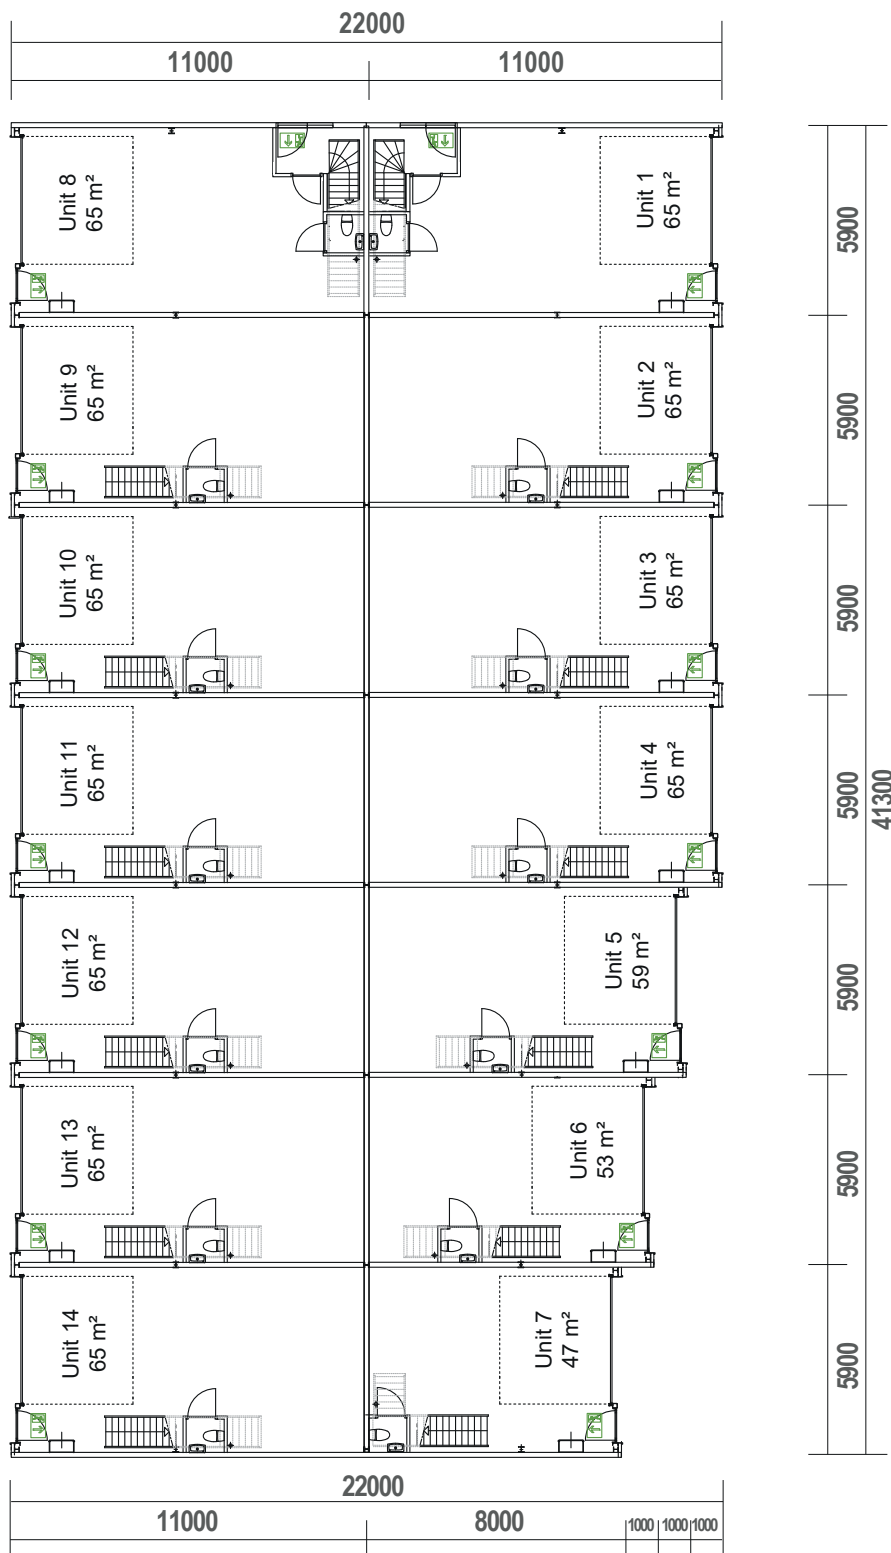 22000
11000
11000
Unit 8
65 m²
Unit 1
65 m²
5900
Unit 9
65 m²
Unit 2
65 m²
5900
Unit 10
65 m²
Unit 3
65 m²
5900
Unit 11
65 m²
Unit 4
65 m²
5900
41300
Unit 12
65 m²
Unit 5
59 m²
5900
Unit 13
65 m²
Unit 6
53 m²
5900
Unit 14
65 m²
Unit 7
47 m²
5900
22000
11000
8000
1000
1000
1000